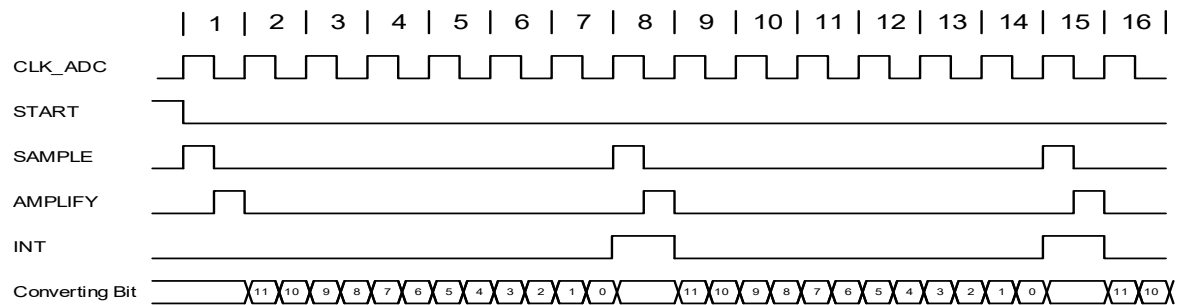 | 1 | 2 | 3 | 4 | 5 | 6 | 7 | 8 | 9 | 10 | 11 | 12 | 13 | 14 | 15 | 16 |
CLK_ADC
START
SAMPLE
AMPLIFY
INT
Converting Bit 11 10 9 8 7 6 5 4 3 2 1 0 11 10 9 8 7 6 5 4 3 2 1 0 11 10